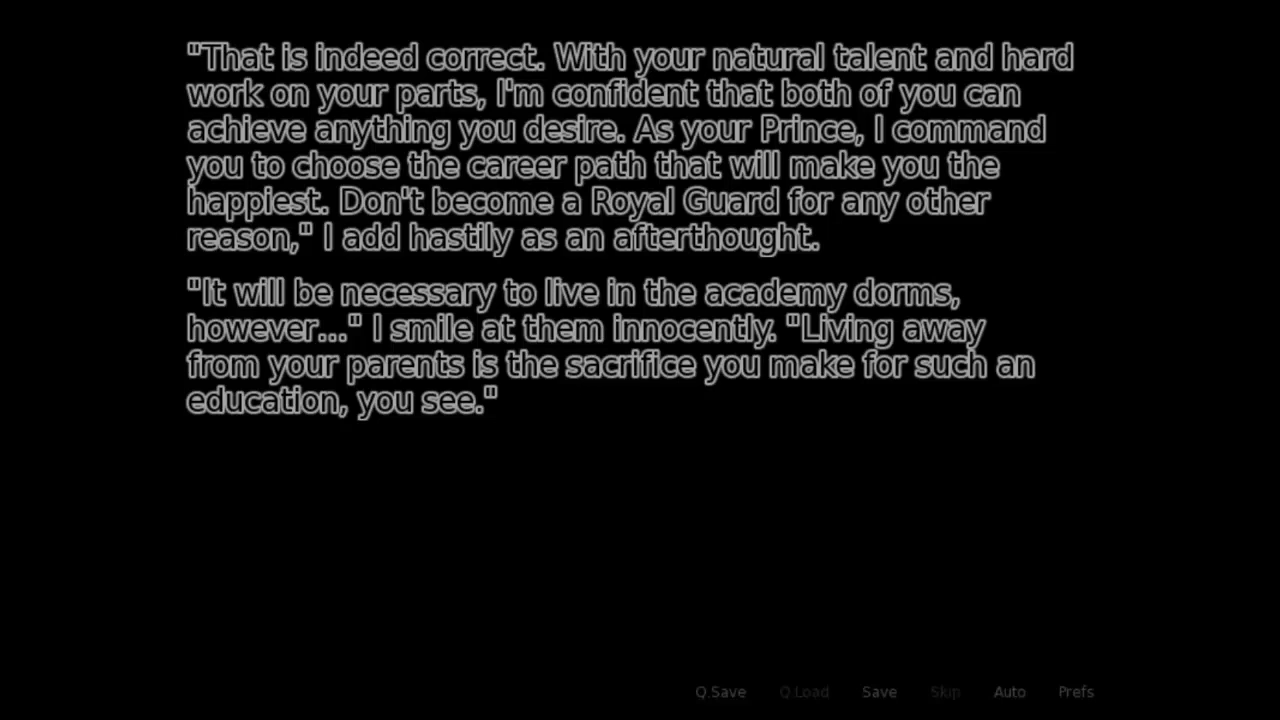 "That is indeed correct. With your natural talent and hard
work on your parts, I'm confident that both of you can
achieve anything you desire. As your Prince, I command
you to choose the career path that will make you the
happiest. Don't become a Royal Guard for any other
reason," I add hastily as an afterthought.
"It will be necessary to live in the academy dorms,
however..." I smile at them innocently. "Living away
from your parents is the sacrifice you make for such an
education, you see."
Q.Save Q.Load Save Skip Auto Prefs